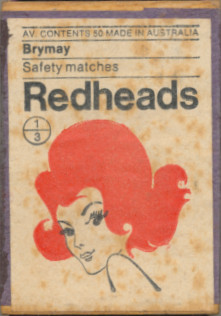 AV. CONTENTS 50 MADE IN AUSTRALIA
Brymay
Safety matches
Redheads
1
3